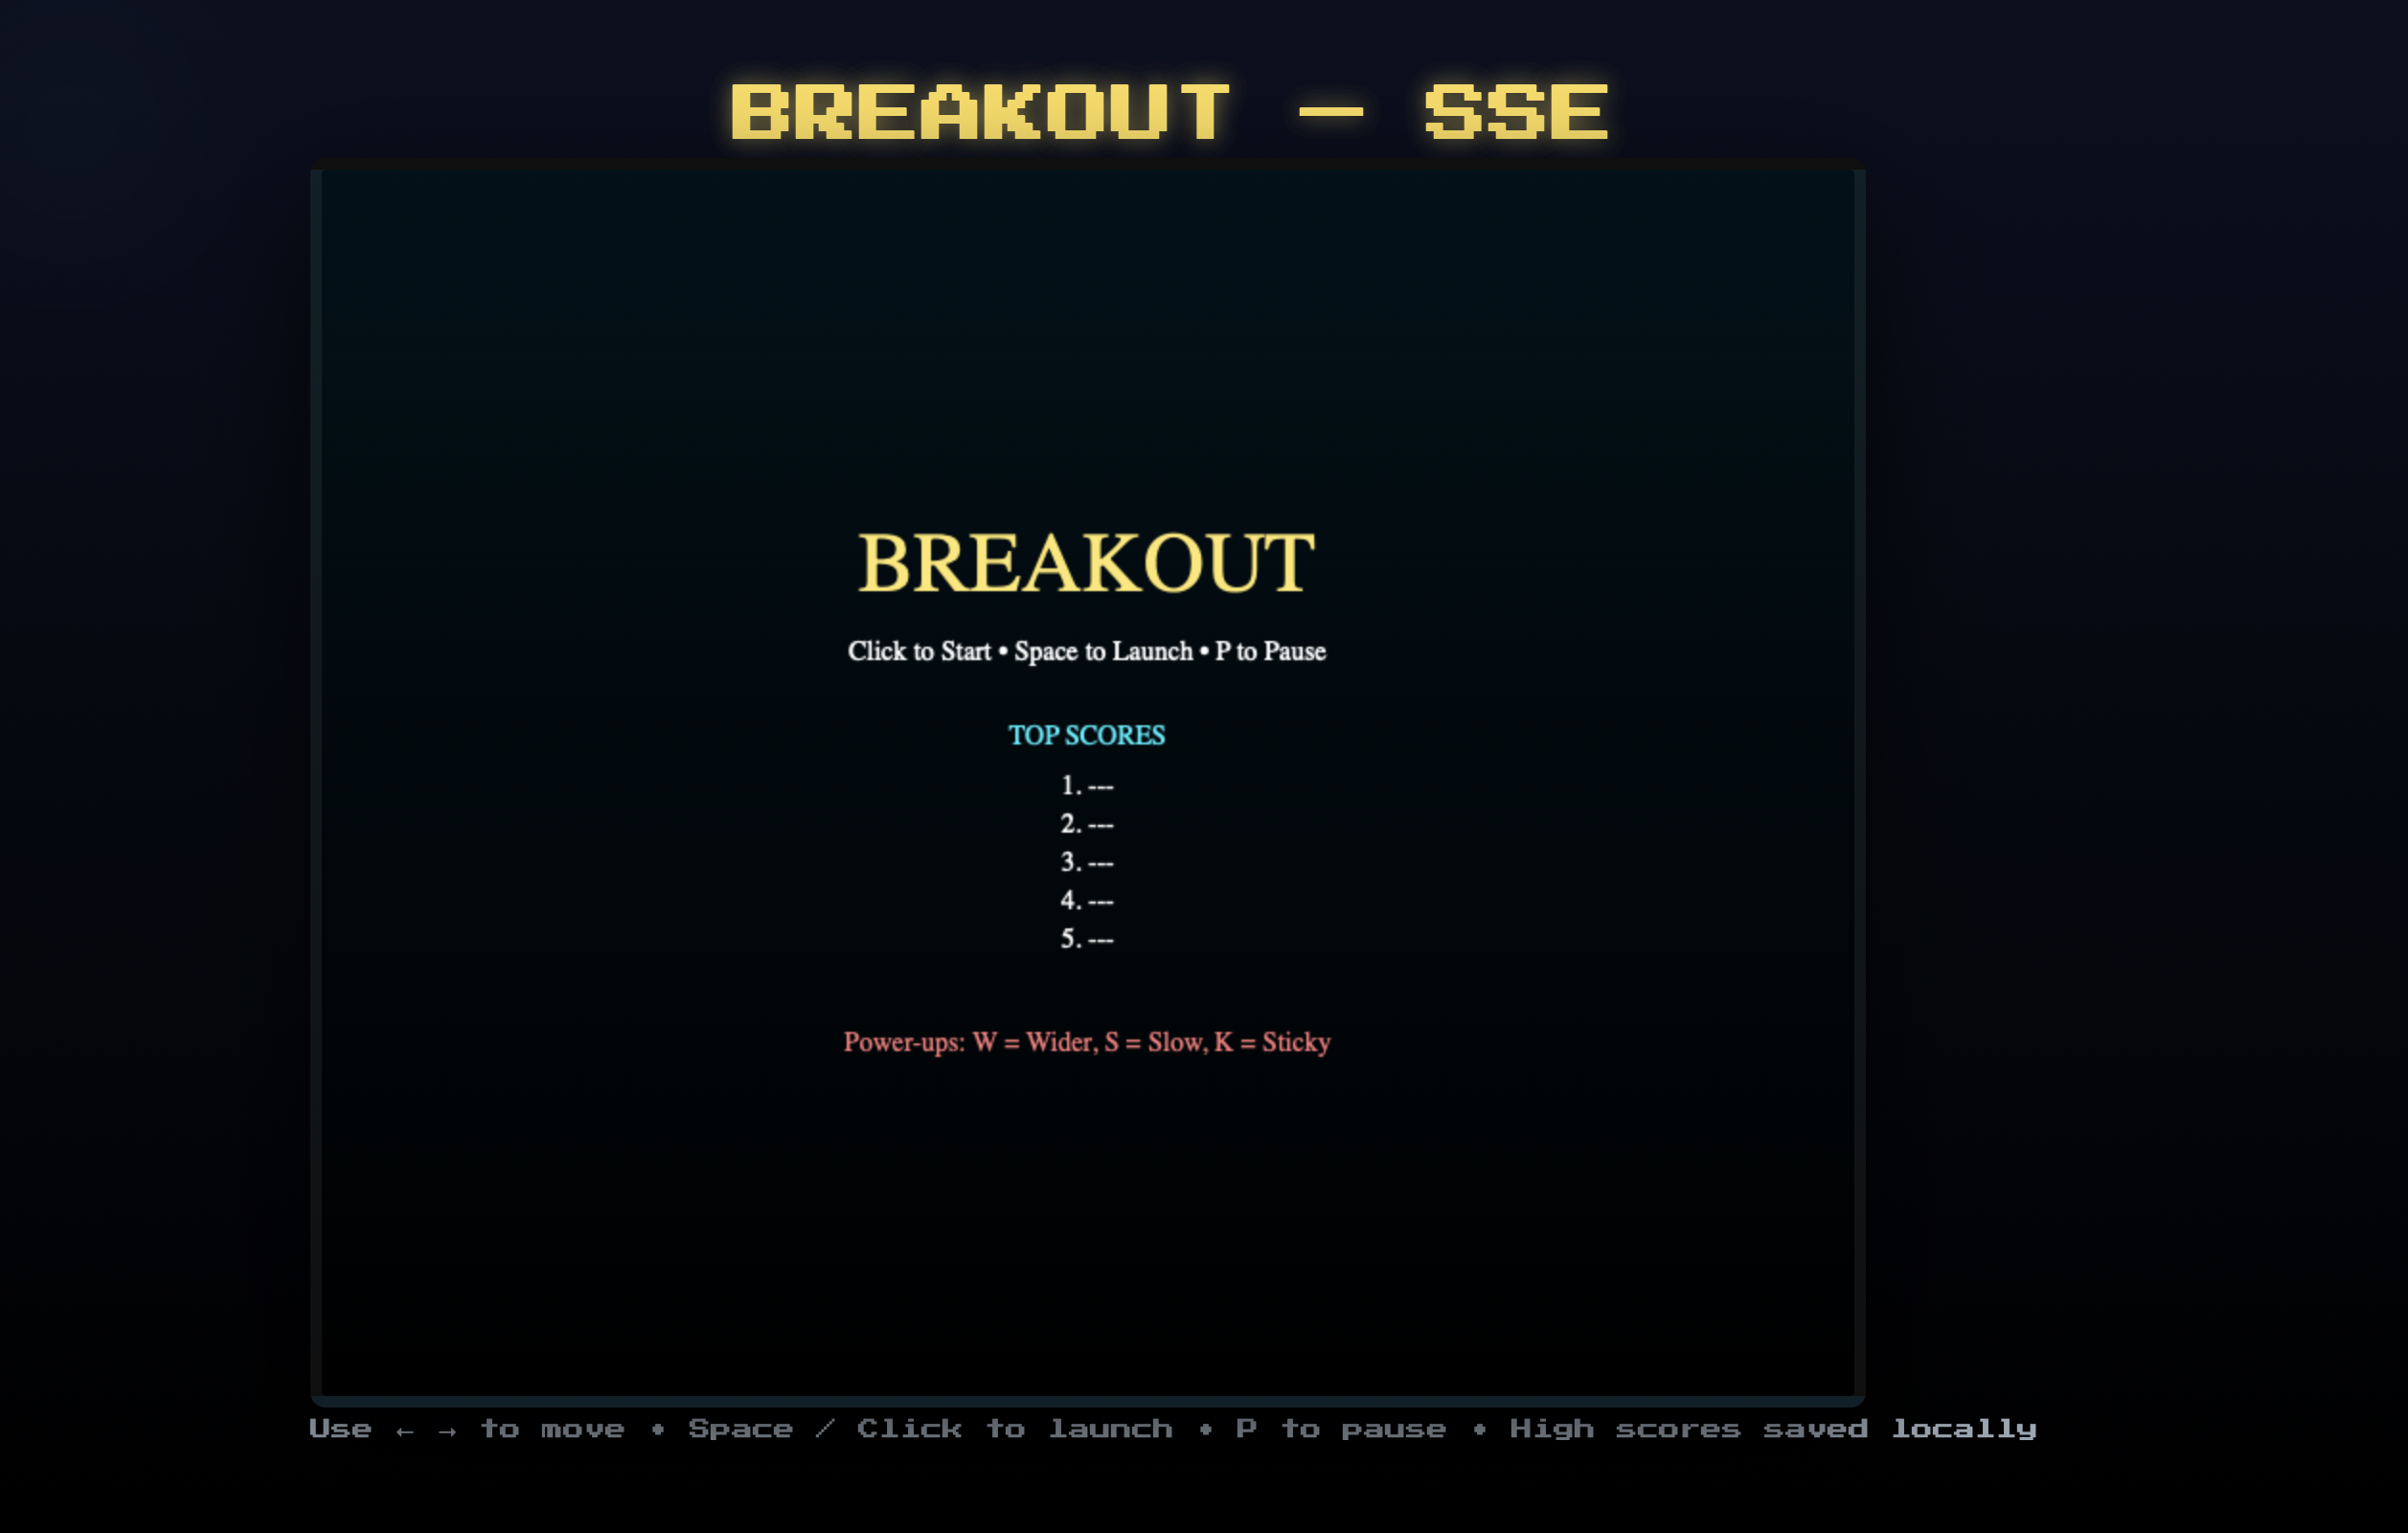 BREAKOUT — SSE
BREAKOUT
Click to Start • Space to Launch • P to Pause
TOP SCORES
1. ---
2. ---
3. ---
4. ---
5. ---
Power-ups: W = Wider, S = Slow, K = Sticky
Use ← → to move • Space / Click to launch • P to pause • High scores saved locally